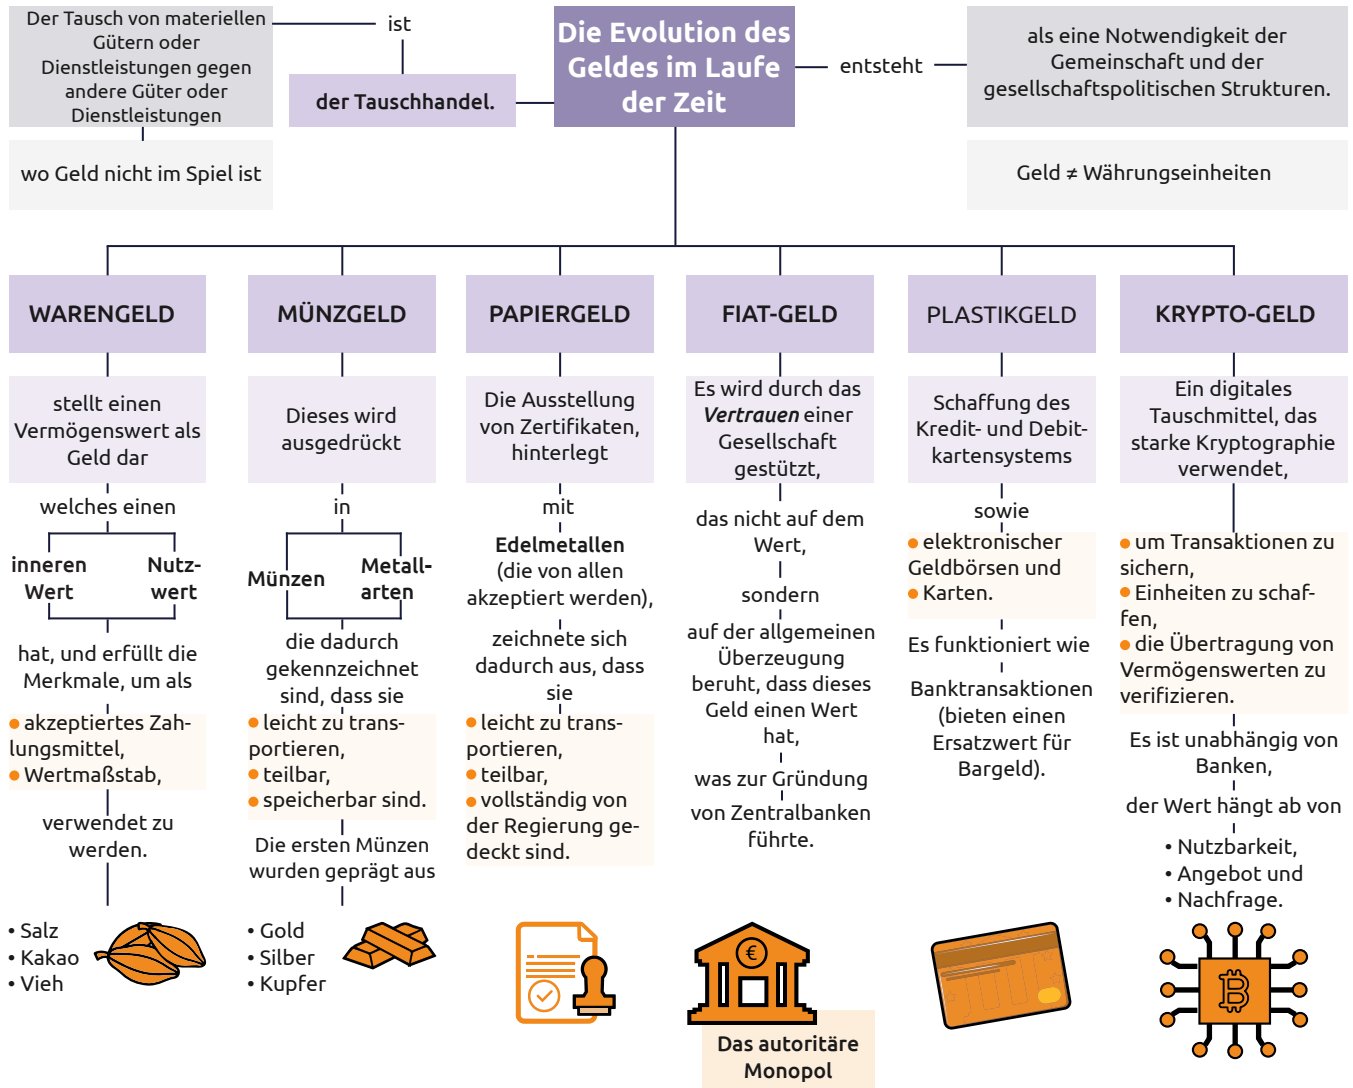 Der Tausch von materiellen
Gütern oder
Dienstleistungen gegen
andere Güter oder
Dienstleistungen
ist
der Tauschhandel.
wo Geld nicht im Spiel ist
Die Evolution des
Geldes im Laufe
der Zeit
entsteht
als eine Notwendigkeit der
Gemeinschaft und der
gesellschaftspolitischen Strukturen.
Geld ≠ Währungseinheiten
WARENGELD
stellt einen
Vermögenswert als
Geld dar
welches einen
inneren
Wert
Nutz-
wert
hat, und erfüllt die
Merkmale, um als
• akzeptiertes Zah-
lungsmittel,
• Wertmaßstab,
verwendet zu
werden.
• Salz
• Kakao
• Vieh
MÜNZGELD
Dieses wird
ausgedrückt
in
Münzen
Metall-
arten
die dadurch
gekennzeichnet
sind, dass sie
• leicht zu trans-
portieren,
• teilbar,
• speicherbar sind.
Die ersten Münzen
wurden geprägt aus
• Gold
• Silber
• Kupfer
PAPIERGELD
Die Ausstellung
von Zertifikaten,
hinterlegt
mit
Edelmetallen
(die von allen
akzeptiert werden),
zeichnete sich
dadurch aus, dass
sie
• leicht zu trans-
portieren,
• teilbar,
• vollständig von
der Regierung ge-
deckt sind.
FIAT-GELD
Es wird durch das
Vertrauen einer
Gesellschaft
gestützt,
das nicht auf dem
Wert,
sondern
auf der allgemeinen
Überzeugung
beruht, dass dieses
Geld einen Wert
hat,
was zur Gründung
von Zentralbanken
führte.
€
Das autoritäre
Monopol
PLASTIKGELD
Schaffung des
Kredit- und Debit-
kartensystems
sowie
• elektronischer
Geldbörsen und
• Karten.
Es funktioniert wie
Banktransaktionen
(bieten einen
Ersatzwert für
Bargeld).
KRYPTO-GELD
Ein digitales
Tauschmittel, das
starke Kryptographie
verwendet,
• um Transaktionen zu
sichern,
• Einheiten zu schaf-
fen,
• die Übertragung von
Vermögenswerten zu
verifizieren.
Es ist unabhängig von
Banken,
der Wert hängt ab von
• Nutzbarkeit,
• Angebot und
• Nachfrage.
₿